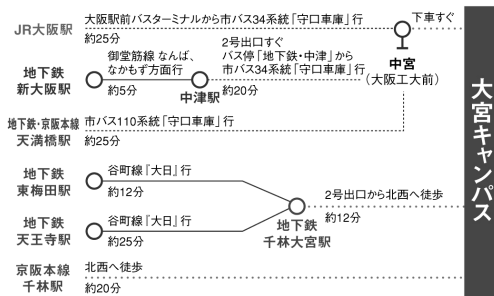 JR大阪駅
大阪駅前バスターミナルから市バス34系統「守口車庫」行
約25分
下車すぐ
中宮
(大阪工大前)
地下鉄
新大阪駅
御堂筋線 なんば、
なかもず方面行
約5分
中津駅
2号出口すぐ
バス停「地下鉄・中津」から
市バス34系統「守口車庫」行
約20分
地下鉄・京阪本線
天満橋駅
市バス110系統「守口車庫」行
約25分
地下鉄
東梅田駅
谷町線『大日』行
約12分
地下鉄
天王寺駅
谷町線『大日』行
約25分
地下鉄
千林大宮駅
2号出口から北西へ徒歩
約12分
京阪本線
千林駅
北西へ徒歩
約20分
大宮キャンパス